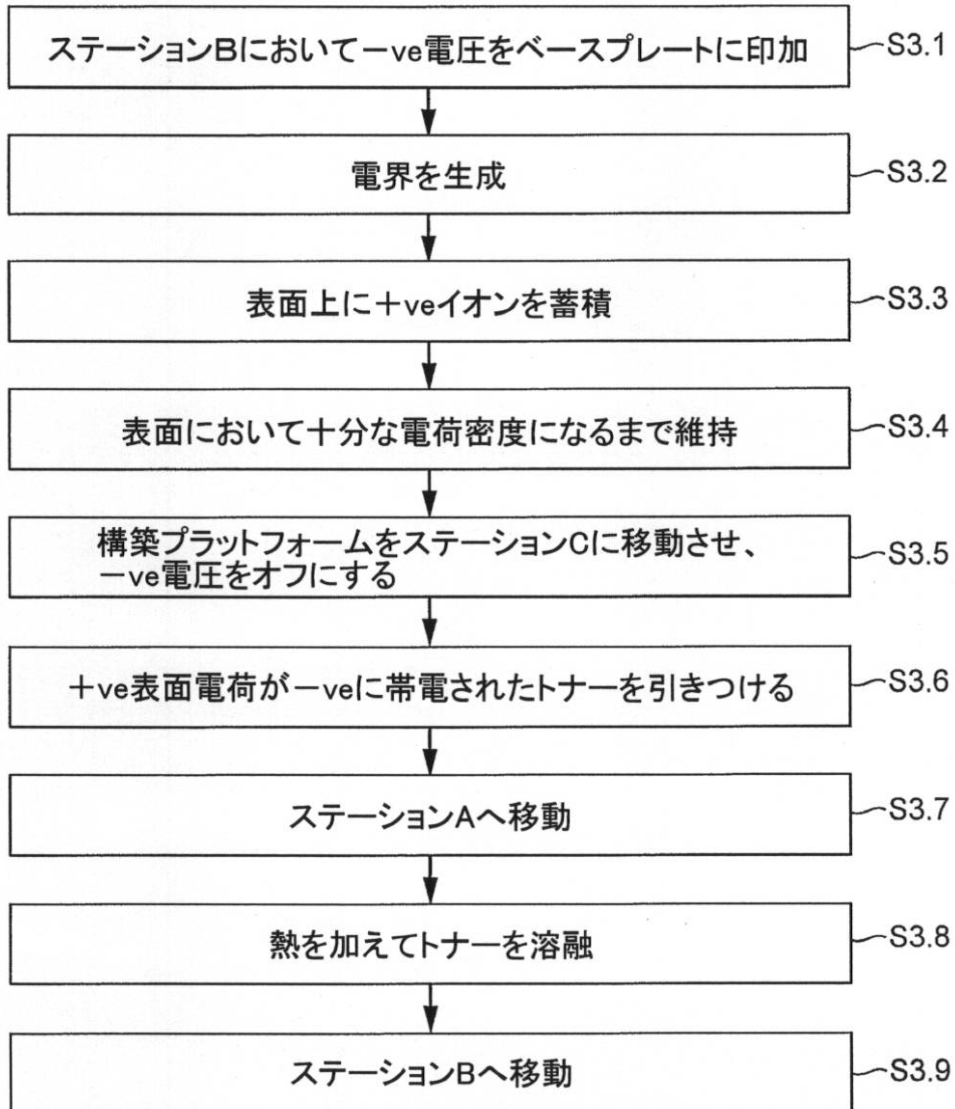 ステーションBにおいて－ve電圧をベースプレートに印加
S3.1
電界を生成
S3.2
表面上に＋veイオンを蓄積
S3.3
表面において十分な電荷密度になるまで維持
S3.4
構築プラットフォームをステーションCに移動させ、
－ve電圧をオフにする
S3.5
＋ve表面電荷が－veに帯電されたトナーを引きつける
S3.6
ステーションAへ移動
S3.7
熱を加えてトナーを溶融
S3.8
ステーションBへ移動
S3.9